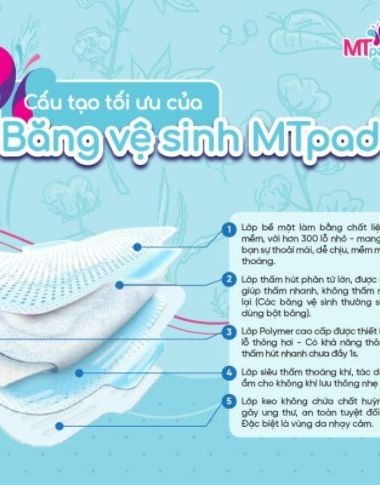 MT
pad
Cấu tạo tối ưu của
Băng vệ sinh MTpad
1 Lớp bề mặt làm bằng chất liệ
mềm, với hơn 300 lỗ nhỏ - mang
bạn sự thoải mái, dễ chịu, mềm m
thoáng.
2 Lớp thấm hút phân tử lớn, được
giúp thấm nhanh, không thấm n
lại (Các băng vệ sinh thường s
dùng bột bông).
3 Lớp Polymer cao cấp được thiết
lỗ thông hơi - Có khả năng thôn
thấm hút nhanh chưa đầy 1s.
4 Lớp siêu thấm thoáng khí, tác d
ẩm cho không khí lưu thông nhẹ
5 Lớp keo không chứa chất huỳn
gây ung thư, an toàn tuyệt đối
Đặc biệt là vùng da nhạy cảm.